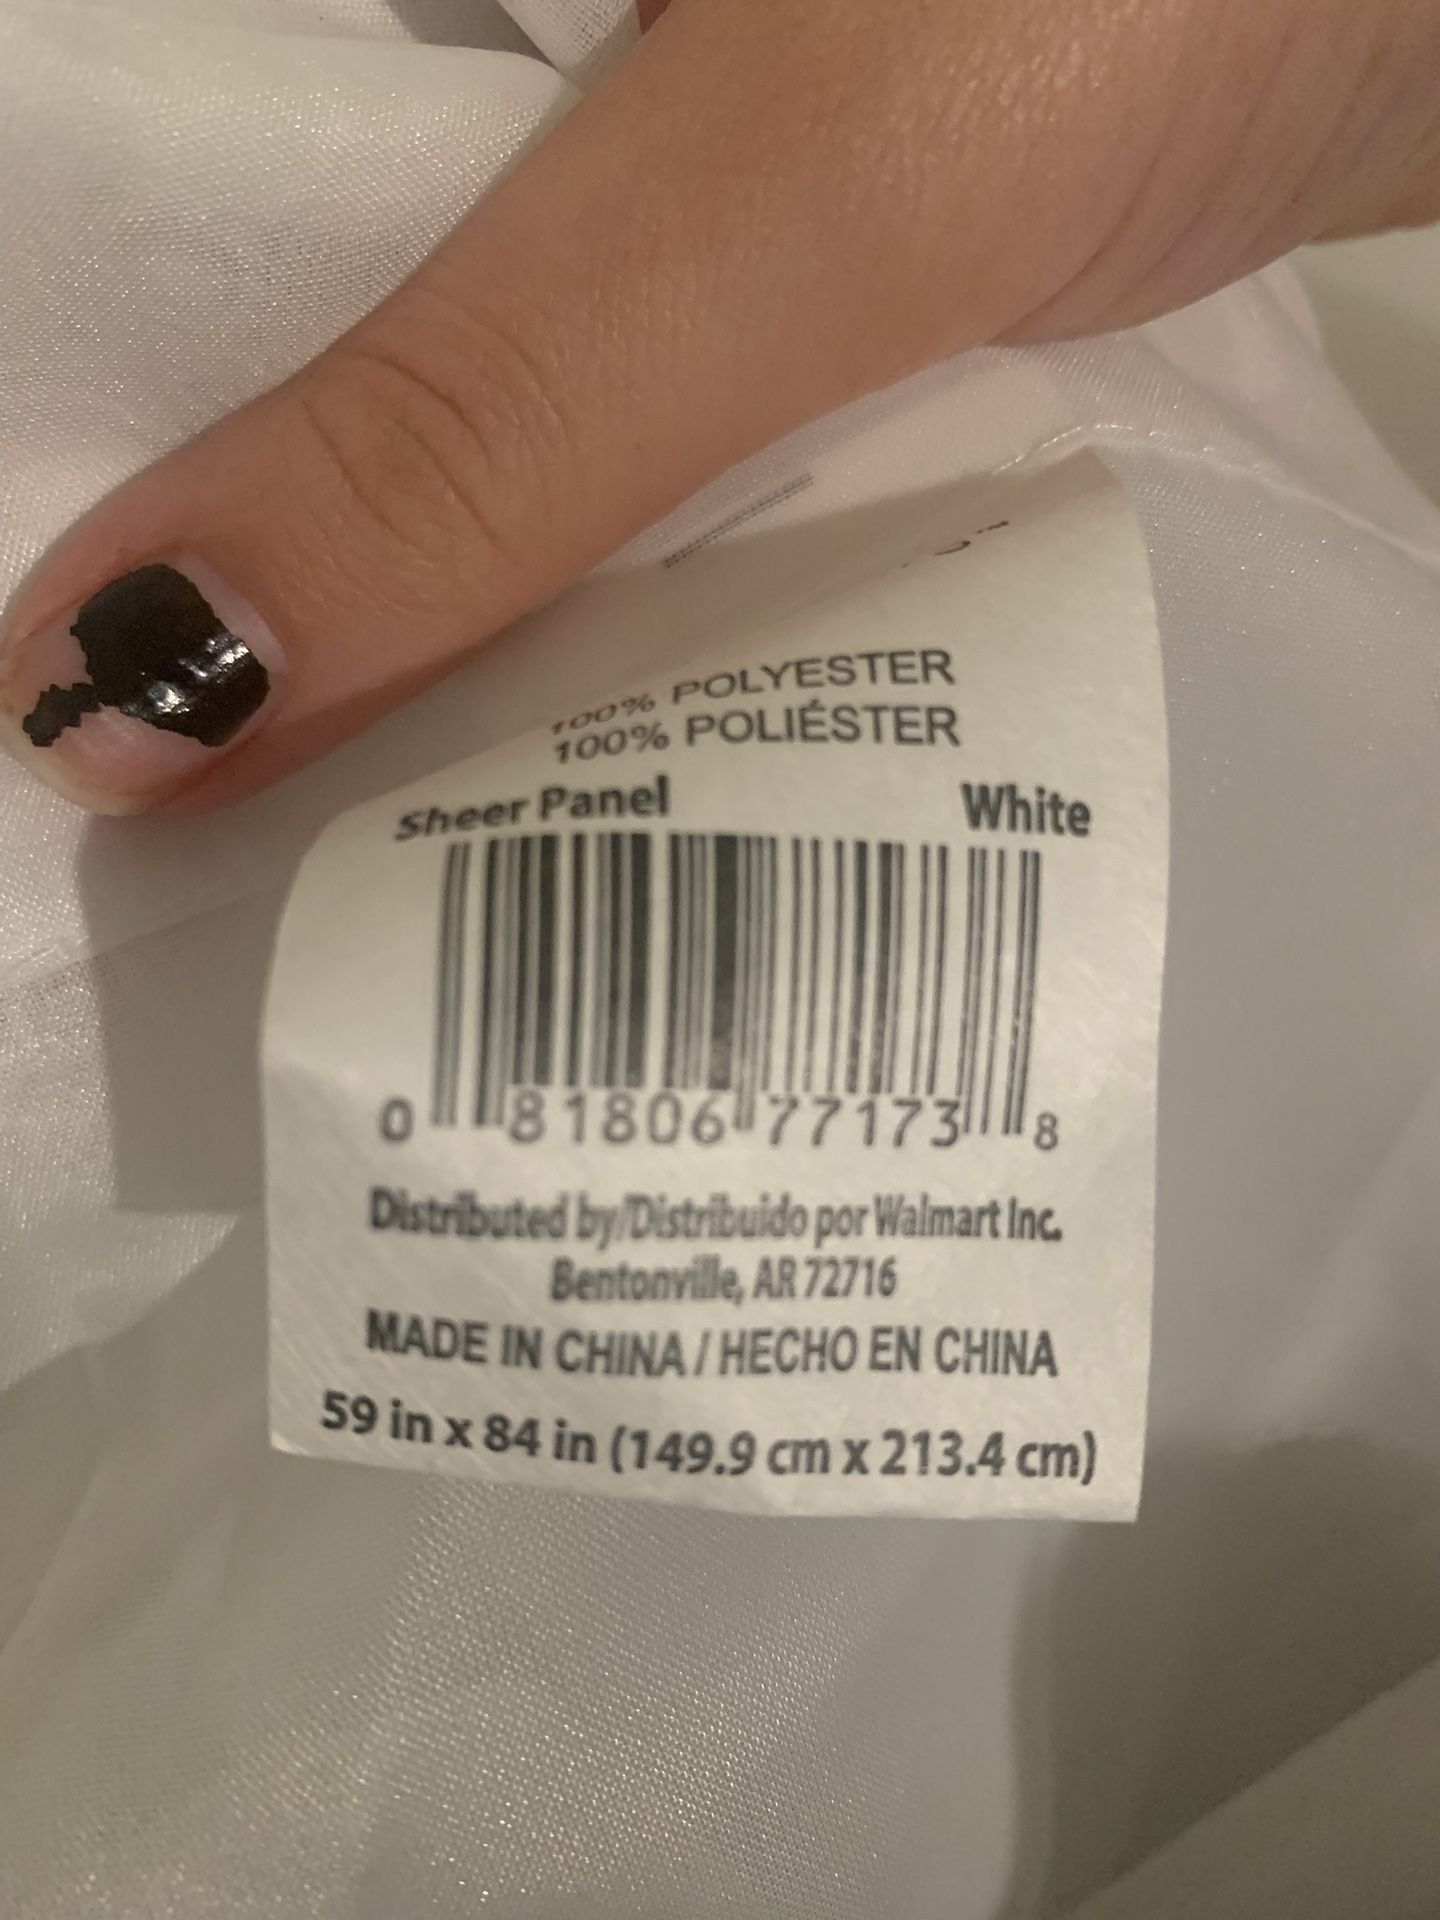 100% POLYESTER
100% POLIÉSTER
Sheer Panel White
0 81806 77173 8
Distributed by/Distribuido por Walmart Inc.
Bentonville, AR 72716
MADE IN CHINA / HECHO EN CHINA
59 in x 84 in (149.9 cm x 213.4 cm)